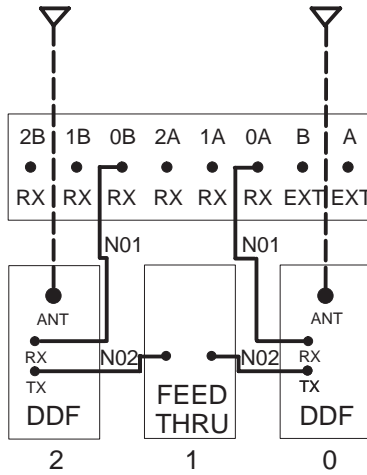 2B 1B 0B 2A 1A 0A B A
RX RX RX RX RX RX EXT EXT
N01 N01
ANT ANT
RX N02 N02 RX
TX TX
FEED
THRU
DDF DDF
2 1 0